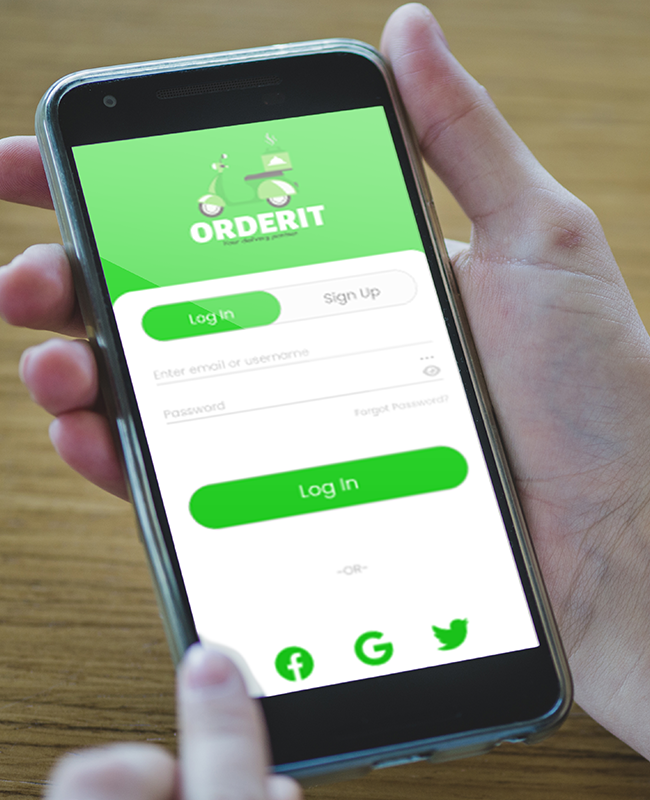 ORDERIT
Your delivery partner
Log In
Sign Up
Enter email or username
Password
Forgot Password?
Log In
-OR-